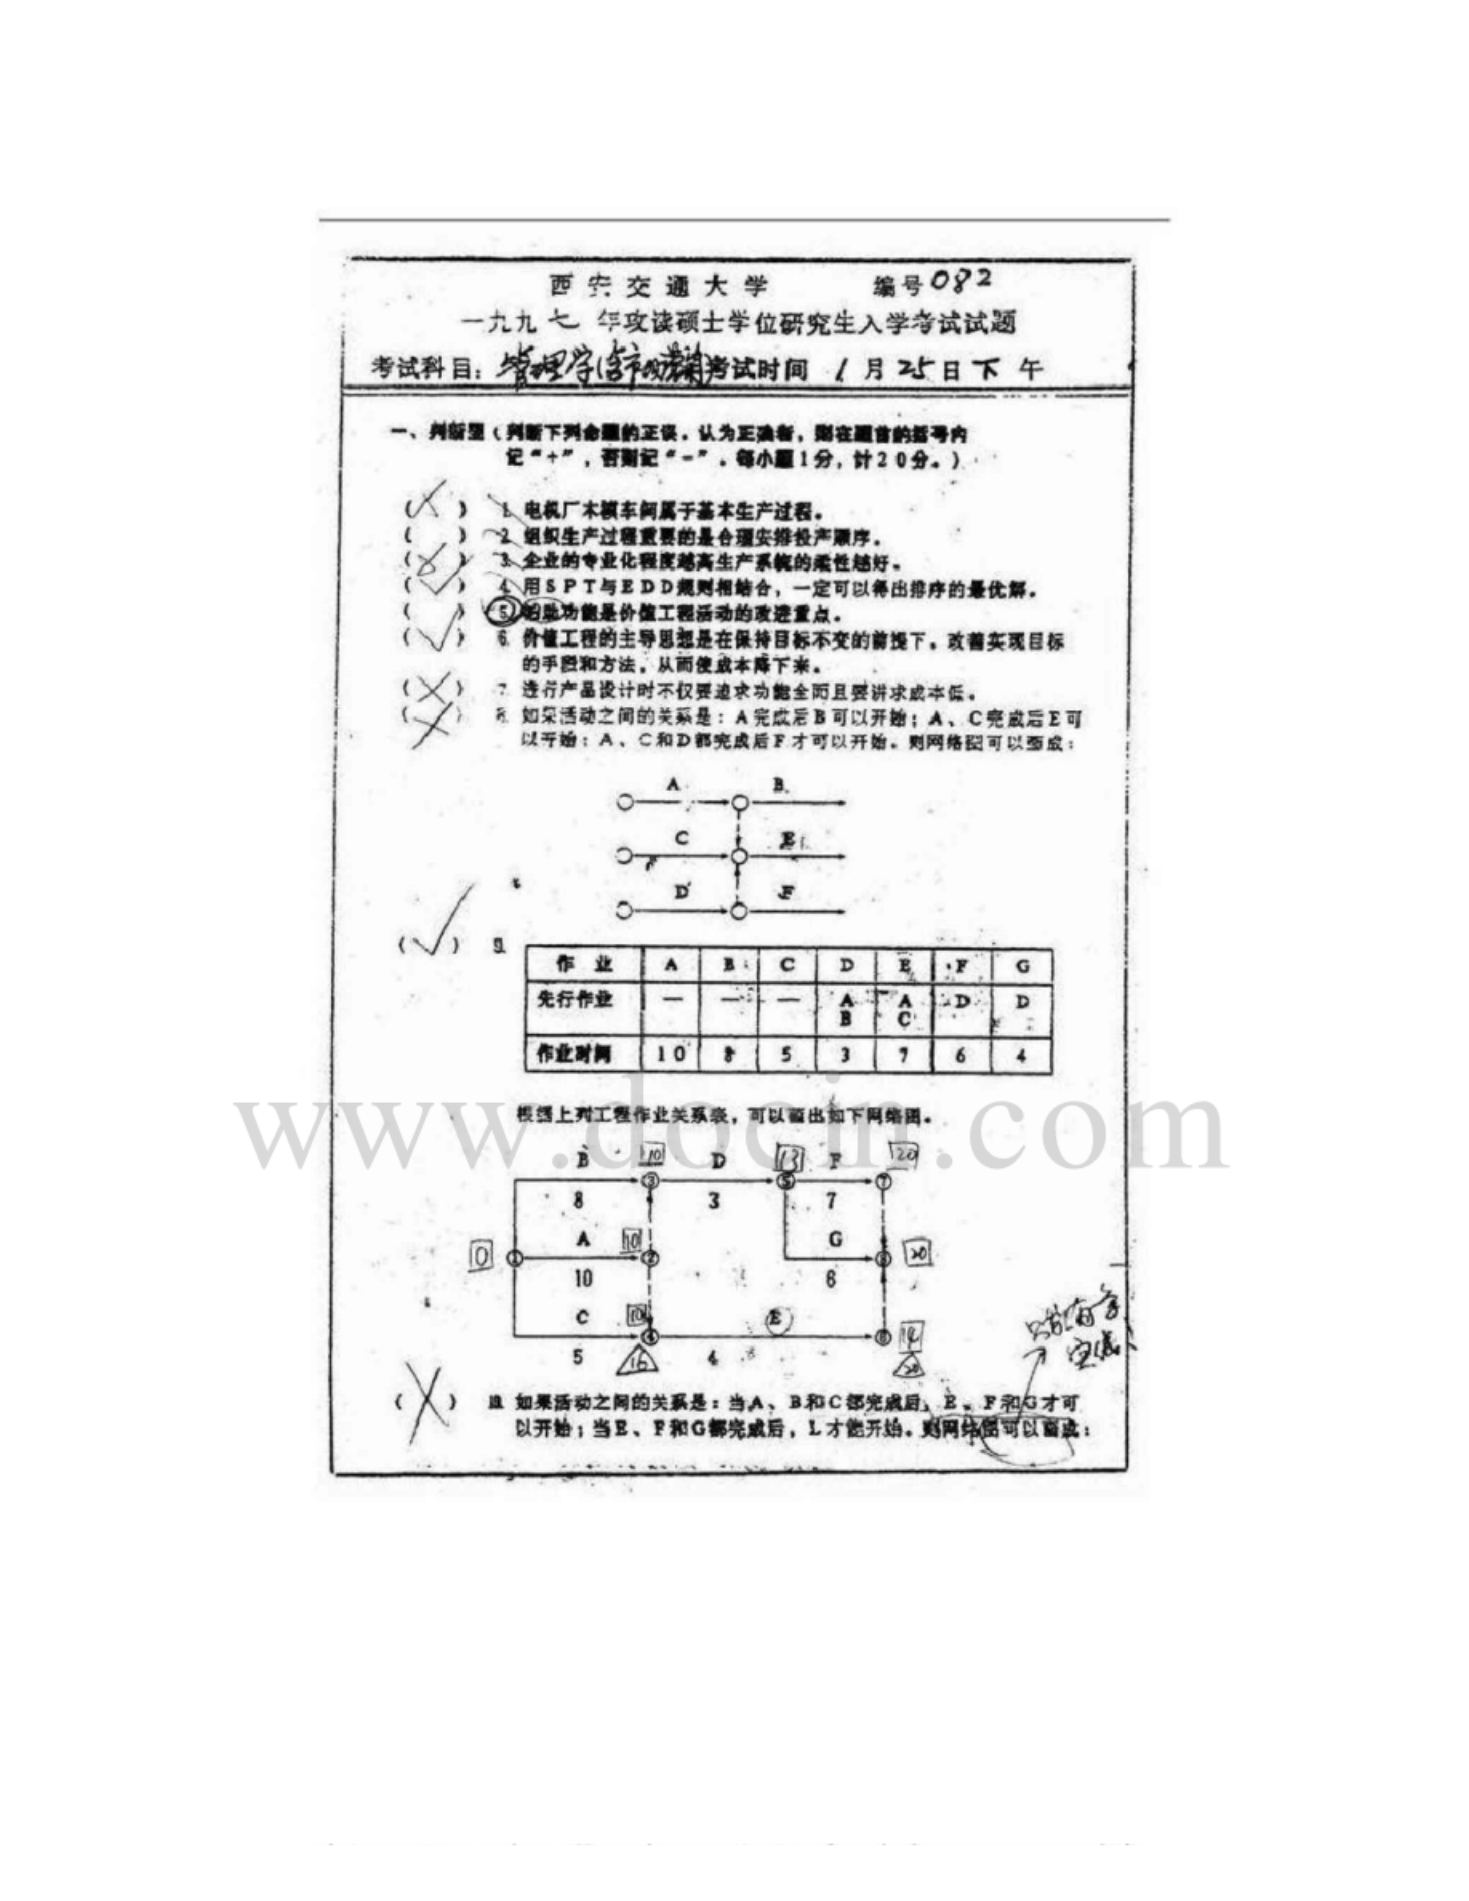 西安交通大学 编号082
一九九七年攻读硕士学位研究生入学考试试题
考试科目：管理学 考试时间 1月25日下午
一、判断题（判断下列命题的正误．认为正确者，则在题首的括号内
记“+”，否则记“-”．每小题1分，计20分。）
( ) 1. 电机厂木模车间属于基本生产过程。
( ) 2. 组织生产过程重要的是合理安排投产顺序。
( ) 3. 企业的专业化程度越高生产系统的柔性越好。
( ) 4. 用SPT与EDD规则相结合，一定可以得出排序的最优解。
( ) 5. 辅助功能是价值工程活动的改进重点。
( ) 6. 价值工程的主导思想是在保持目标不变的前提下，改善实现目标
的手段和方法，从而使成本降下来。
( ) 7. 进行产品设计时不仅要追求功能全而且要讲求成本低。
( ) 8. 如果活动之间的关系是：A完成后B可以开始；A、C完成后E可
以开始；A、C和D都完成后F才可以开始。则网络图可以画成：
A B
C E
D F
( ) 9.
作业 A B C D E F G
先行作业 — — — A A D D
B C
作业时间 10 8 5 3 7 6 4
根据上列工程作业关系表，可以画出如下网络图。
B 10 D 13 F 20
③ ⑤ ⑦
8 3 7
A 10 G
0 ① ② 20
10 6
C 10 E 14
④
5 16 4 20
( ) 10. 如果活动之间的关系是：当A、B和C都完成后，E、F和G才可
以开始；当E、F和G都完成后，L才能开始。则网络图可以画成：
www.docin.com